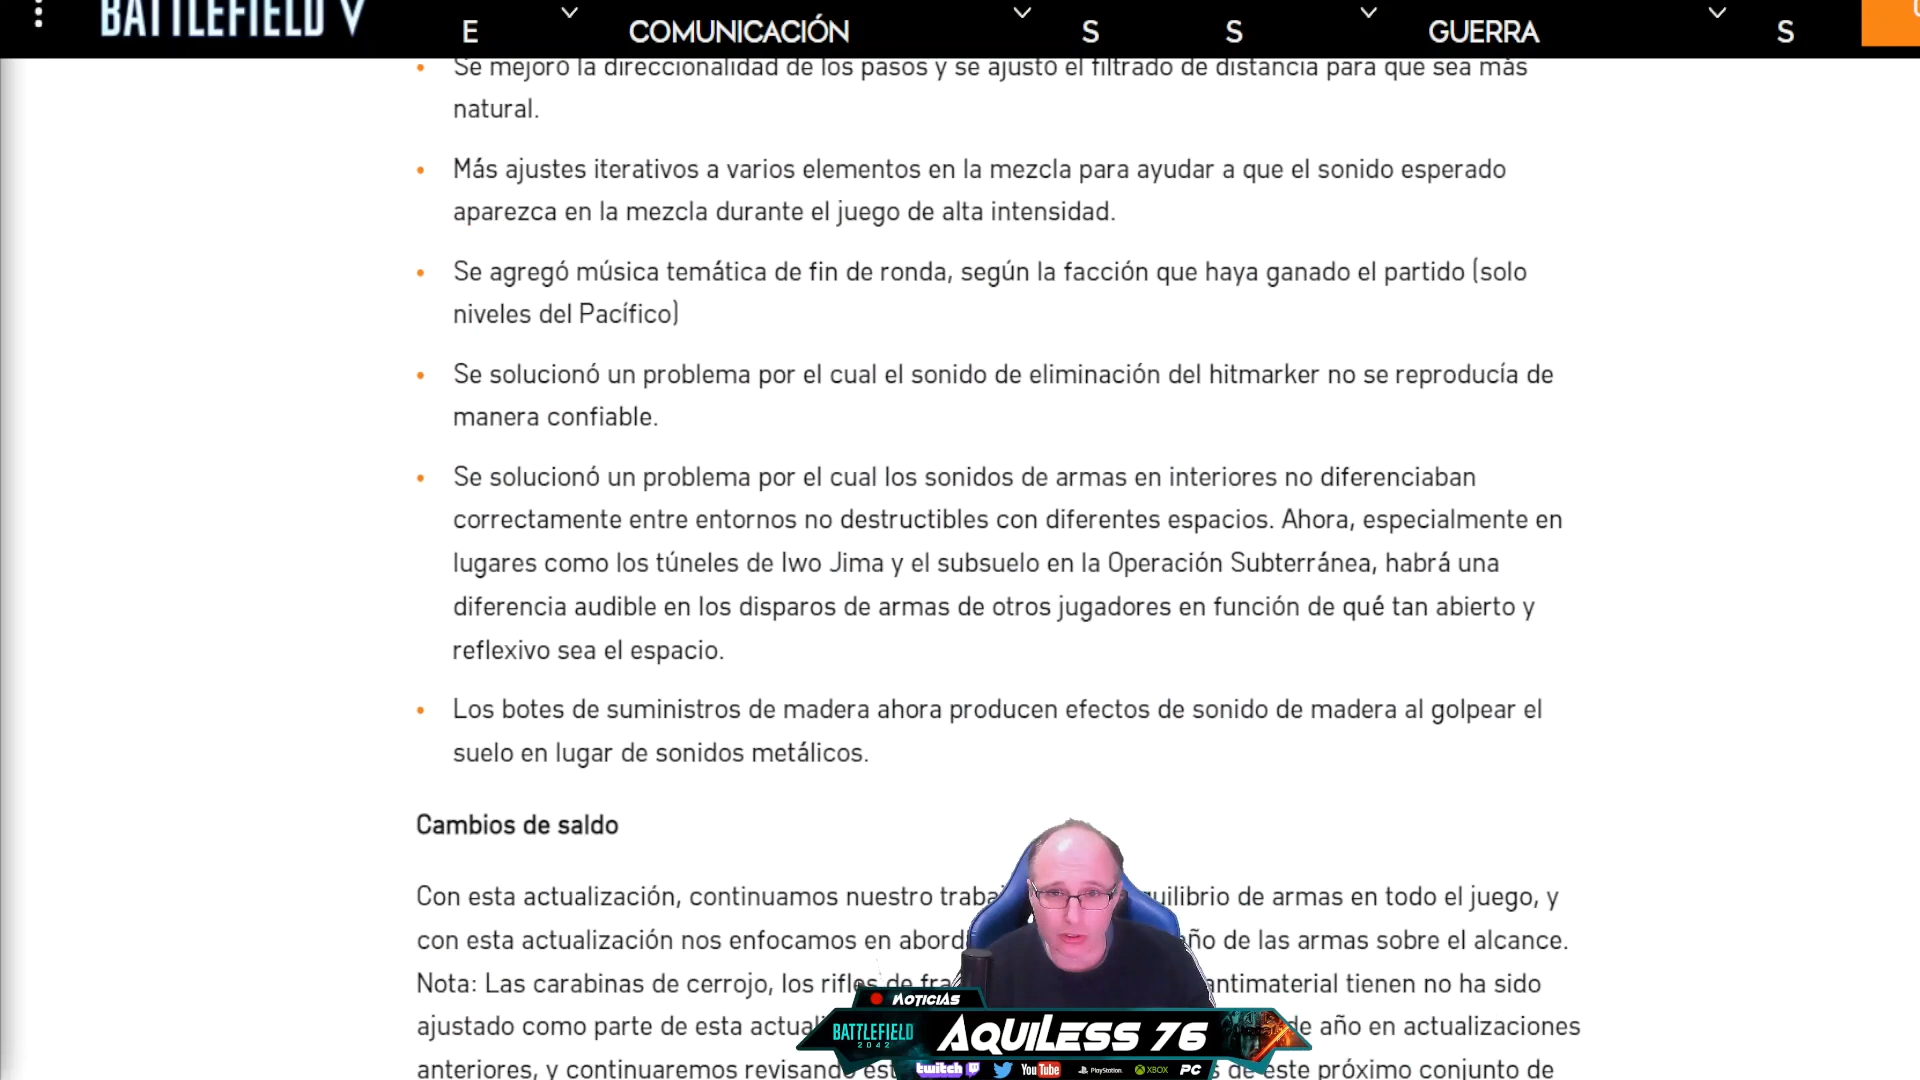 BATTLEFIELD V
E
COMUNICACIÓN
S
S
GUERRA
S
Se mejoró la direccionalidad de los pasos y se ajustó el filtrado de distancia para que sea más
natural.
Más ajustes iterativos a varios elementos en la mezcla para ayudar a que el sonido esperado
aparezca en la mezcla durante el juego de alta intensidad.
Se agregó música temática de fin de ronda, según la facción que haya ganado el partido (solo
niveles del Pacífico)
Se solucionó un problema por el cual el sonido de eliminación del hitmarker no se reproducía de
manera confiable.
Se solucionó un problema por el cual los sonidos de armas en interiores no diferenciaban
correctamente entre entornos no destructibles con diferentes espacios. Ahora, especialmente en
lugares como los túneles de Iwo Jima y el subsuelo en la Operación Subterránea, habrá una
diferencia audible en los disparos de armas de otros jugadores en función de qué tan abierto y
reflexivo sea el espacio.
Los botes de suministros de madera ahora producen efectos de sonido de madera al golpear el
suelo en lugar de sonidos metálicos.
Cambios de saldo
Con esta actualización, continuamos nuestro de armas en todo el juego, y
con esta actualización nos enfocamos en de las armas sobre el alcance.
Nota: Las carabinas de cerrojo, los rifles de antimaterial tienen no ha sido
ajustado como parte de esta de año en actualizaciones
anteriores, y continuaremos revisando de este próximo conjunto de
NOTICIAS
BATTLEFIELD
2042
AQUILESS 76
twitch
YouTube
PlayStation
XBOX
PC